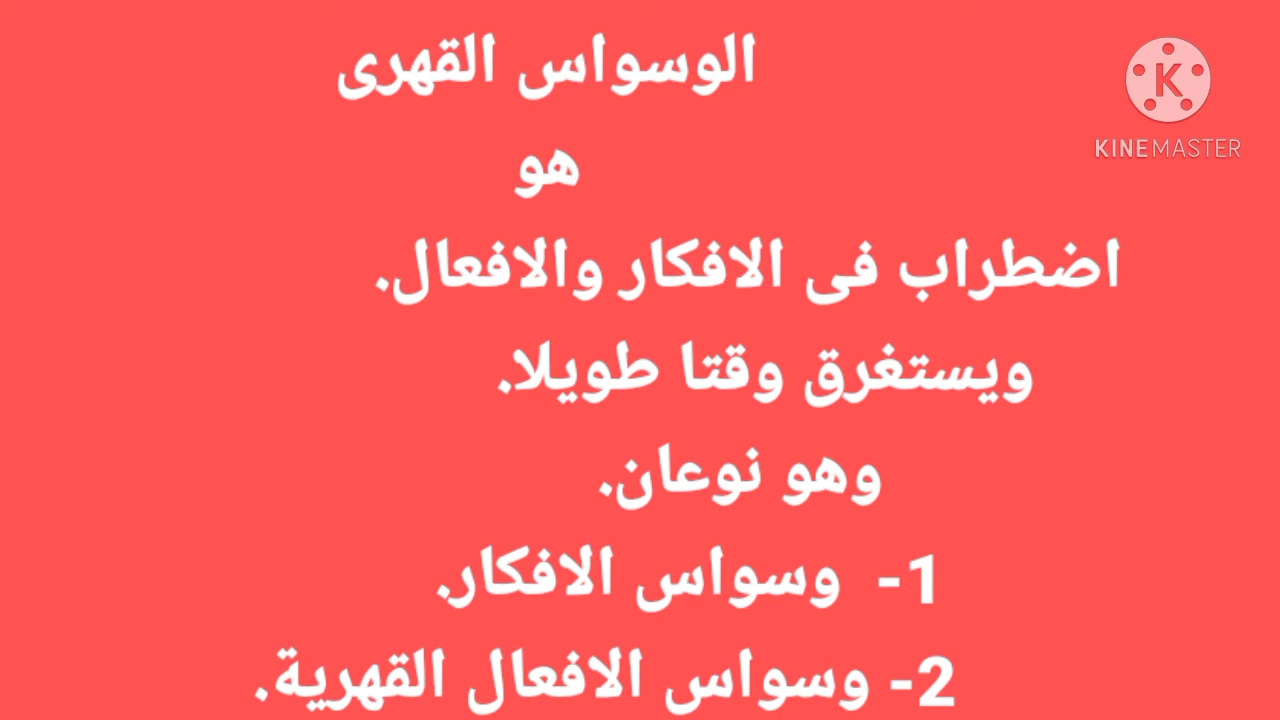 الوسواس القهرى
هو
اضطراب فى الافكار والافعال.
ويستغرق وقتا طويلا.
وهو نوعان.
1- وسواس الافكار.
2- وسواس الافعال القهرية.
K
KINEMASTER